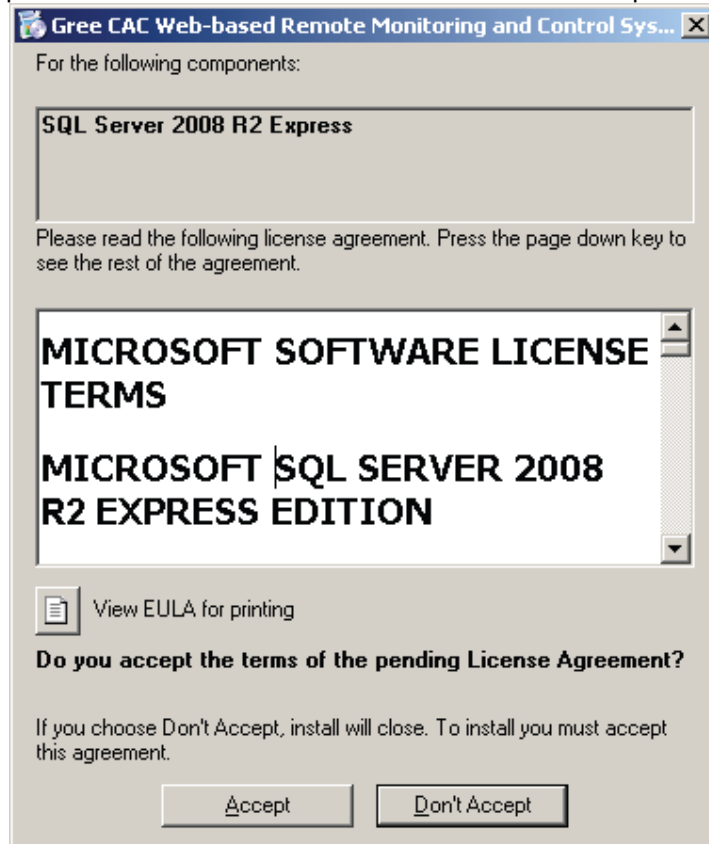 Gree CAC Web-based Remote Monitoring and Control Sys...
For the following components:
SQL Server 2008 R2 Express
Please read the following license agreement. Press the page down key to
see the rest of the agreement.
MICROSOFT SOFTWARE LICENSE
TERMS
MICROSOFT SQL SERVER 2008
R2 EXPRESS EDITION
View EULA for printing
Do you accept the terms of the pending License Agreement?
If you choose Don't Accept, install will close. To install you must accept
this agreement.
Accept
Don't Accept